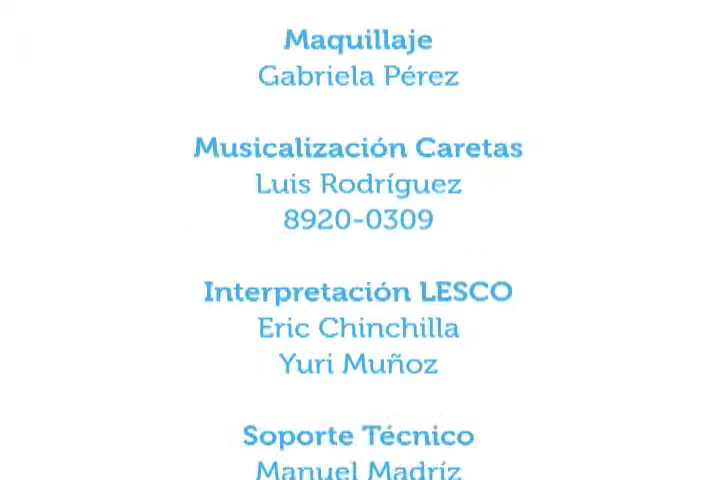 Maquillaje
Gabriela Pérez
Musicalización Caretas
Luis Rodríguez
8920-0309
Interpretación LESCO
Eric Chinchilla
Yuri Muñoz
Soporte Técnico
Manuel Madríz